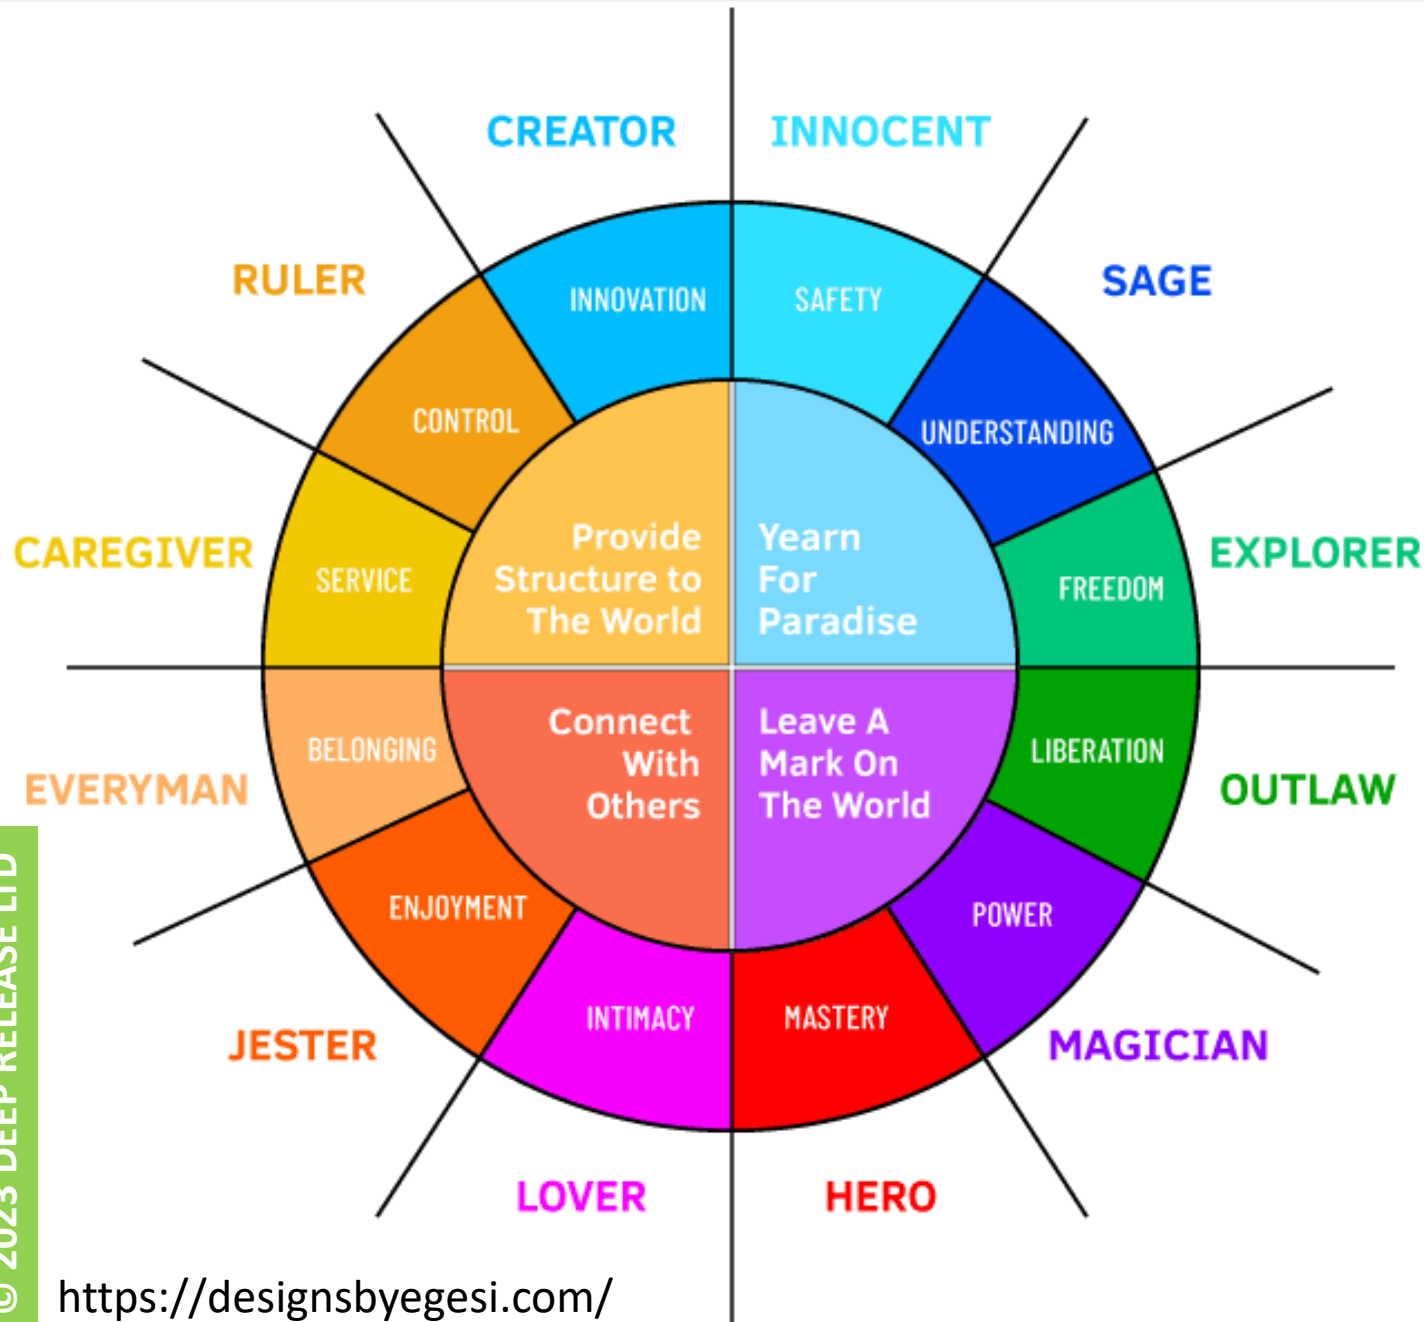 CREATOR
INNOCENT
RULER
SAGE
INNOVATION
SAFETY
CONTROL
UNDERSTANDING
CAREGIVER
EXPLORER
SERVICE
FREEDOM
Provide
Structure to
The World
Yearn
For
Paradise
Connect
With
Others
Leave A
Mark On
The World
BELONGING
LIBERATION
EVERYMAN
OUTLAW
ENJOYMENT
POWER
INTIMACY
MASTERY
JESTER
MAGICIAN
LOVER
HERO
© 2023 DEEP RELEASE LTD
https://designsbyegesi.com/